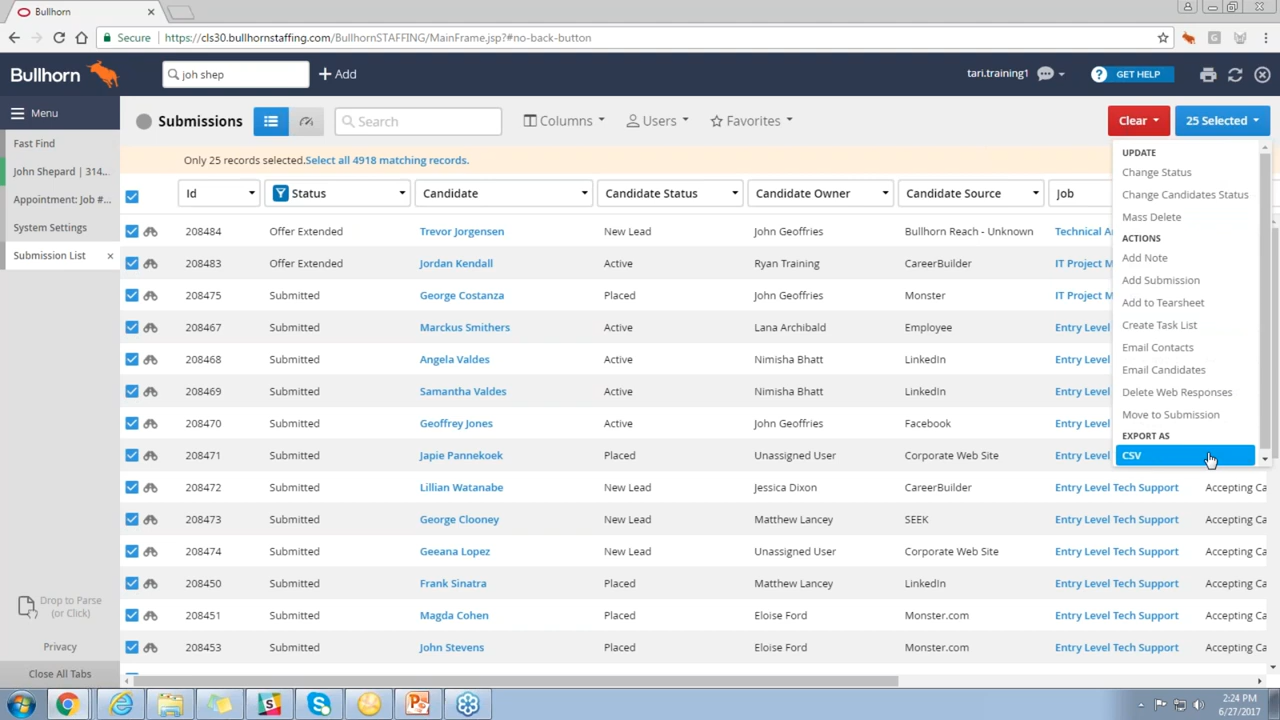 Bullhorn
Secure https://cls30.bullhornstaffing.com/BullhornSTAFFING/MainFrame.jsp?#no-back-button
Bullhorn joh shep Add tari.training1 ? GET HELP
Menu
Fast Find
John Shepard | 314...
Appointment: Job #...
System Settings
Submission List
Drop to Parse
(or Click)
Privacy
Close All Tabs
Submissions Search Columns Users Favorites Clear 25 Selected
Only 25 records selected.Select all 4918 matching records.
Id Status Candidate Candidate Status Candidate Owner Candidate Source Job
208484 Offer Extended Trevor Jorgensen New Lead John Geoffries Bullhorn Reach - Unknown Technical Ar
208483 Offer Extended Jordan Kendall Active Ryan Training CareerBuilder IT Project M
208475 Submitted George Costanza Placed John Geoffries Monster IT Project M
208467 Submitted Marckus Smithers Active Lana Archibald Employee Entry Level
208468 Submitted Angela Valdes Active Nimisha Bhatt LinkedIn Entry Level
208469 Submitted Samantha Valdes Active Nimisha Bhatt LinkedIn Entry Level
208470 Submitted Geoffrey Jones Active John Geoffries Facebook Entry Level
208471 Submitted Japie Pannekoek Placed Unassigned User Corporate Web Site Entry Level
208472 Submitted Lillian Watanabe New Lead Jessica Dixon CareerBuilder Entry Level Tech Support Accepting Ca
208473 Submitted George Clooney New Lead Matthew Lancey SEEK Entry Level Tech Support Accepting Ca
208474 Submitted Geeana Lopez New Lead Unassigned User Corporate Web Site Entry Level Tech Support Accepting Ca
208450 Submitted Frank Sinatra Placed Matthew Lancey LinkedIn Entry Level Tech Support Accepting Ca
208451 Submitted Magda Cohen Placed Eloise Ford Monster.com Entry Level Tech Support Accepting Ca
208453 Submitted John Stevens Placed Eloise Ford Monster.com Entry Level Tech Support Accepting Ca
UPDATE
Change Status
Change Candidates Status
Mass Delete
ACTIONS
Add Note
Add Submission
Add to Tearsheet
Create Task List
Email Contacts
Email Candidates
Delete Web Responses
Move to Submission
EXPORT AS
CSV
2:24 PM
6/27/2017